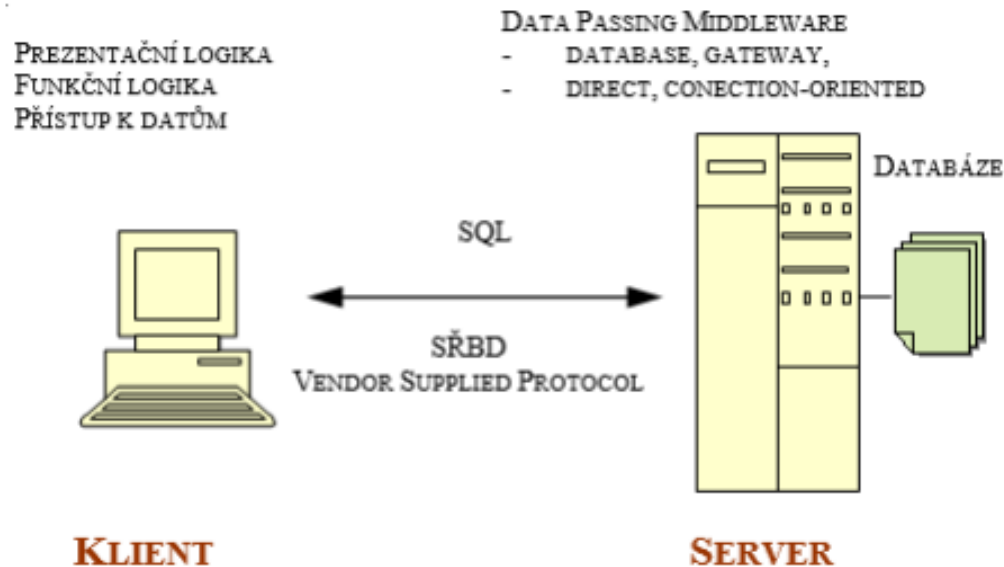 PREZENTAČNÍ LOGIKA
FUNKČNÍ LOGIKA
PŘÍSTUP K DATŮM
DATA PASSING MIDDLEWARE
- DATABASE, GATEWAY,
- DIRECT, CONECTION-ORIENTED
DATABÁZE
SQL
SŘBD
VENDOR SUPPLIED PROTOCOL
KLIENT
SERVER